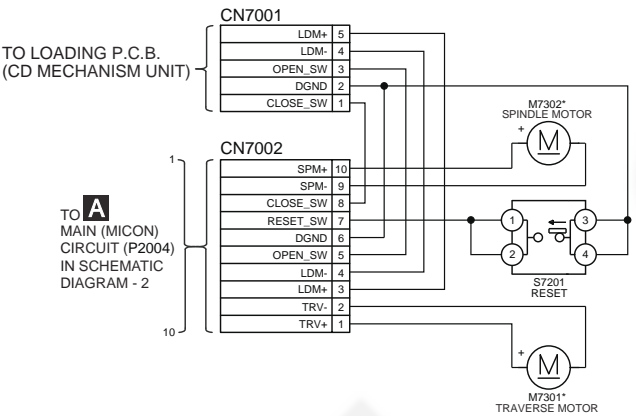 CN7001
LDM+ 5
LDM- 4
OPEN_SW 3
DGND 2
CLOSE_SW 1
TO LOADING P.C.B.
(CD MECHANISM UNIT)
CN7002
SPM+ 10
SPM- 9
CLOSE_SW 8
RESET_SW 7
DGND 6
OPEN_SW 5
LDM- 4
LDM+ 3
TRV- 2
TRV+ 1
1
TO A
MAIN (MICON)
CIRCUIT (P2004)
IN SCHEMATIC
DIAGRAM - 2
10
M7302*
SPINDLE MOTOR
+
M
1
3
2
4
S7201
RESET
+
M
M7301*
TRAVERSE MOTOR